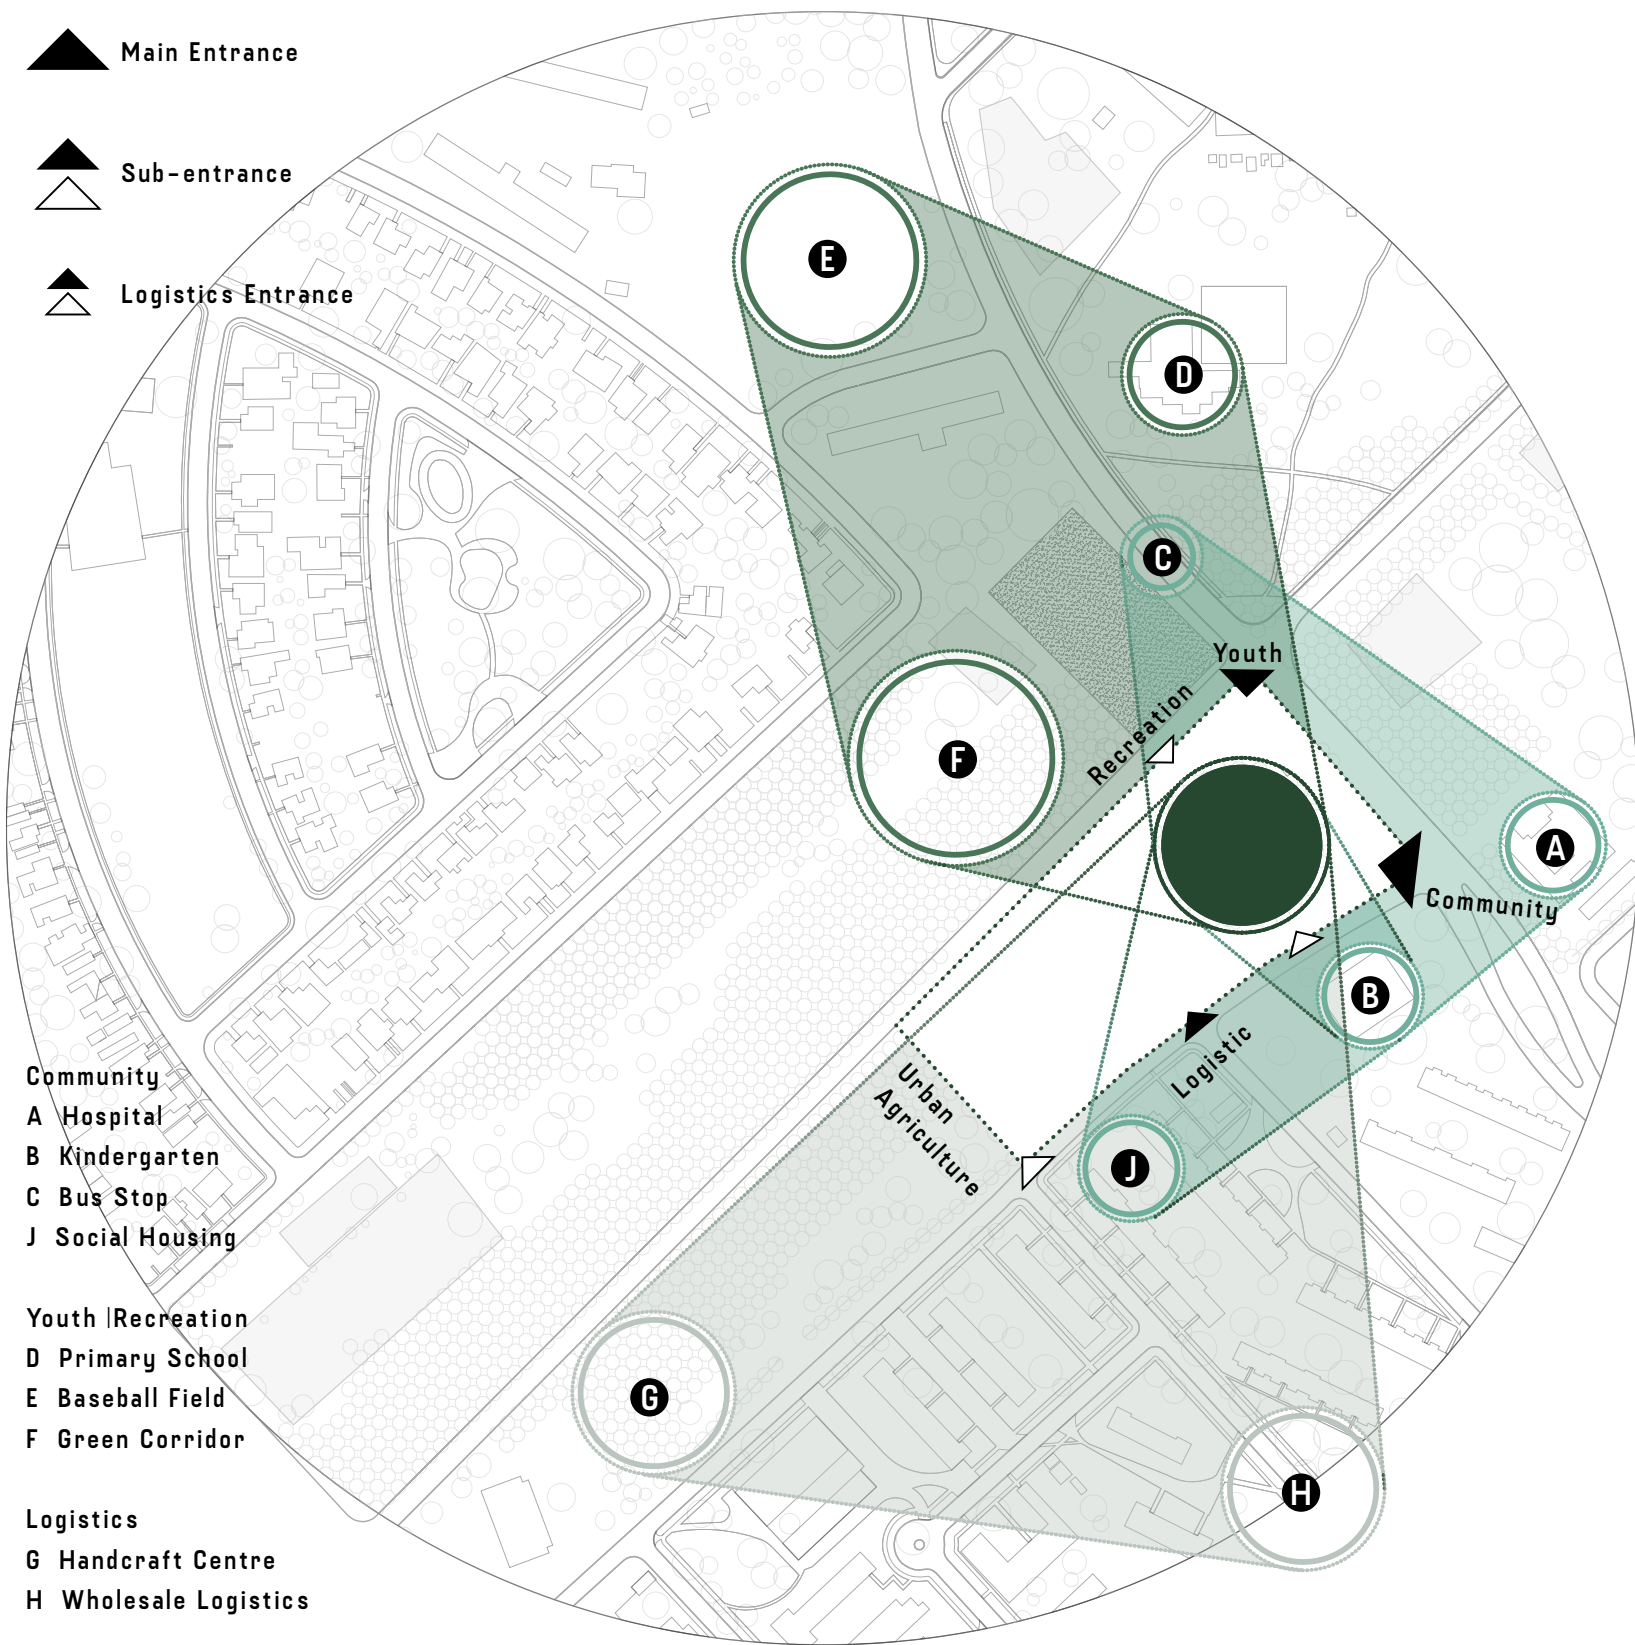 Main Entrance
Sub-entrance
Logistics Entrance
E
D
C
Youth
Recreation
F
A
Community
B
Logistic
Urban
Agriculture
J
G
H
Community
A Hospital
B Kindergarten
C Bus Stop
J Social Housing
Youth |Recreation
D Primary School
E Baseball Field
F Green Corridor
Logistics
G Handcraft Centre
H Wholesale Logistics